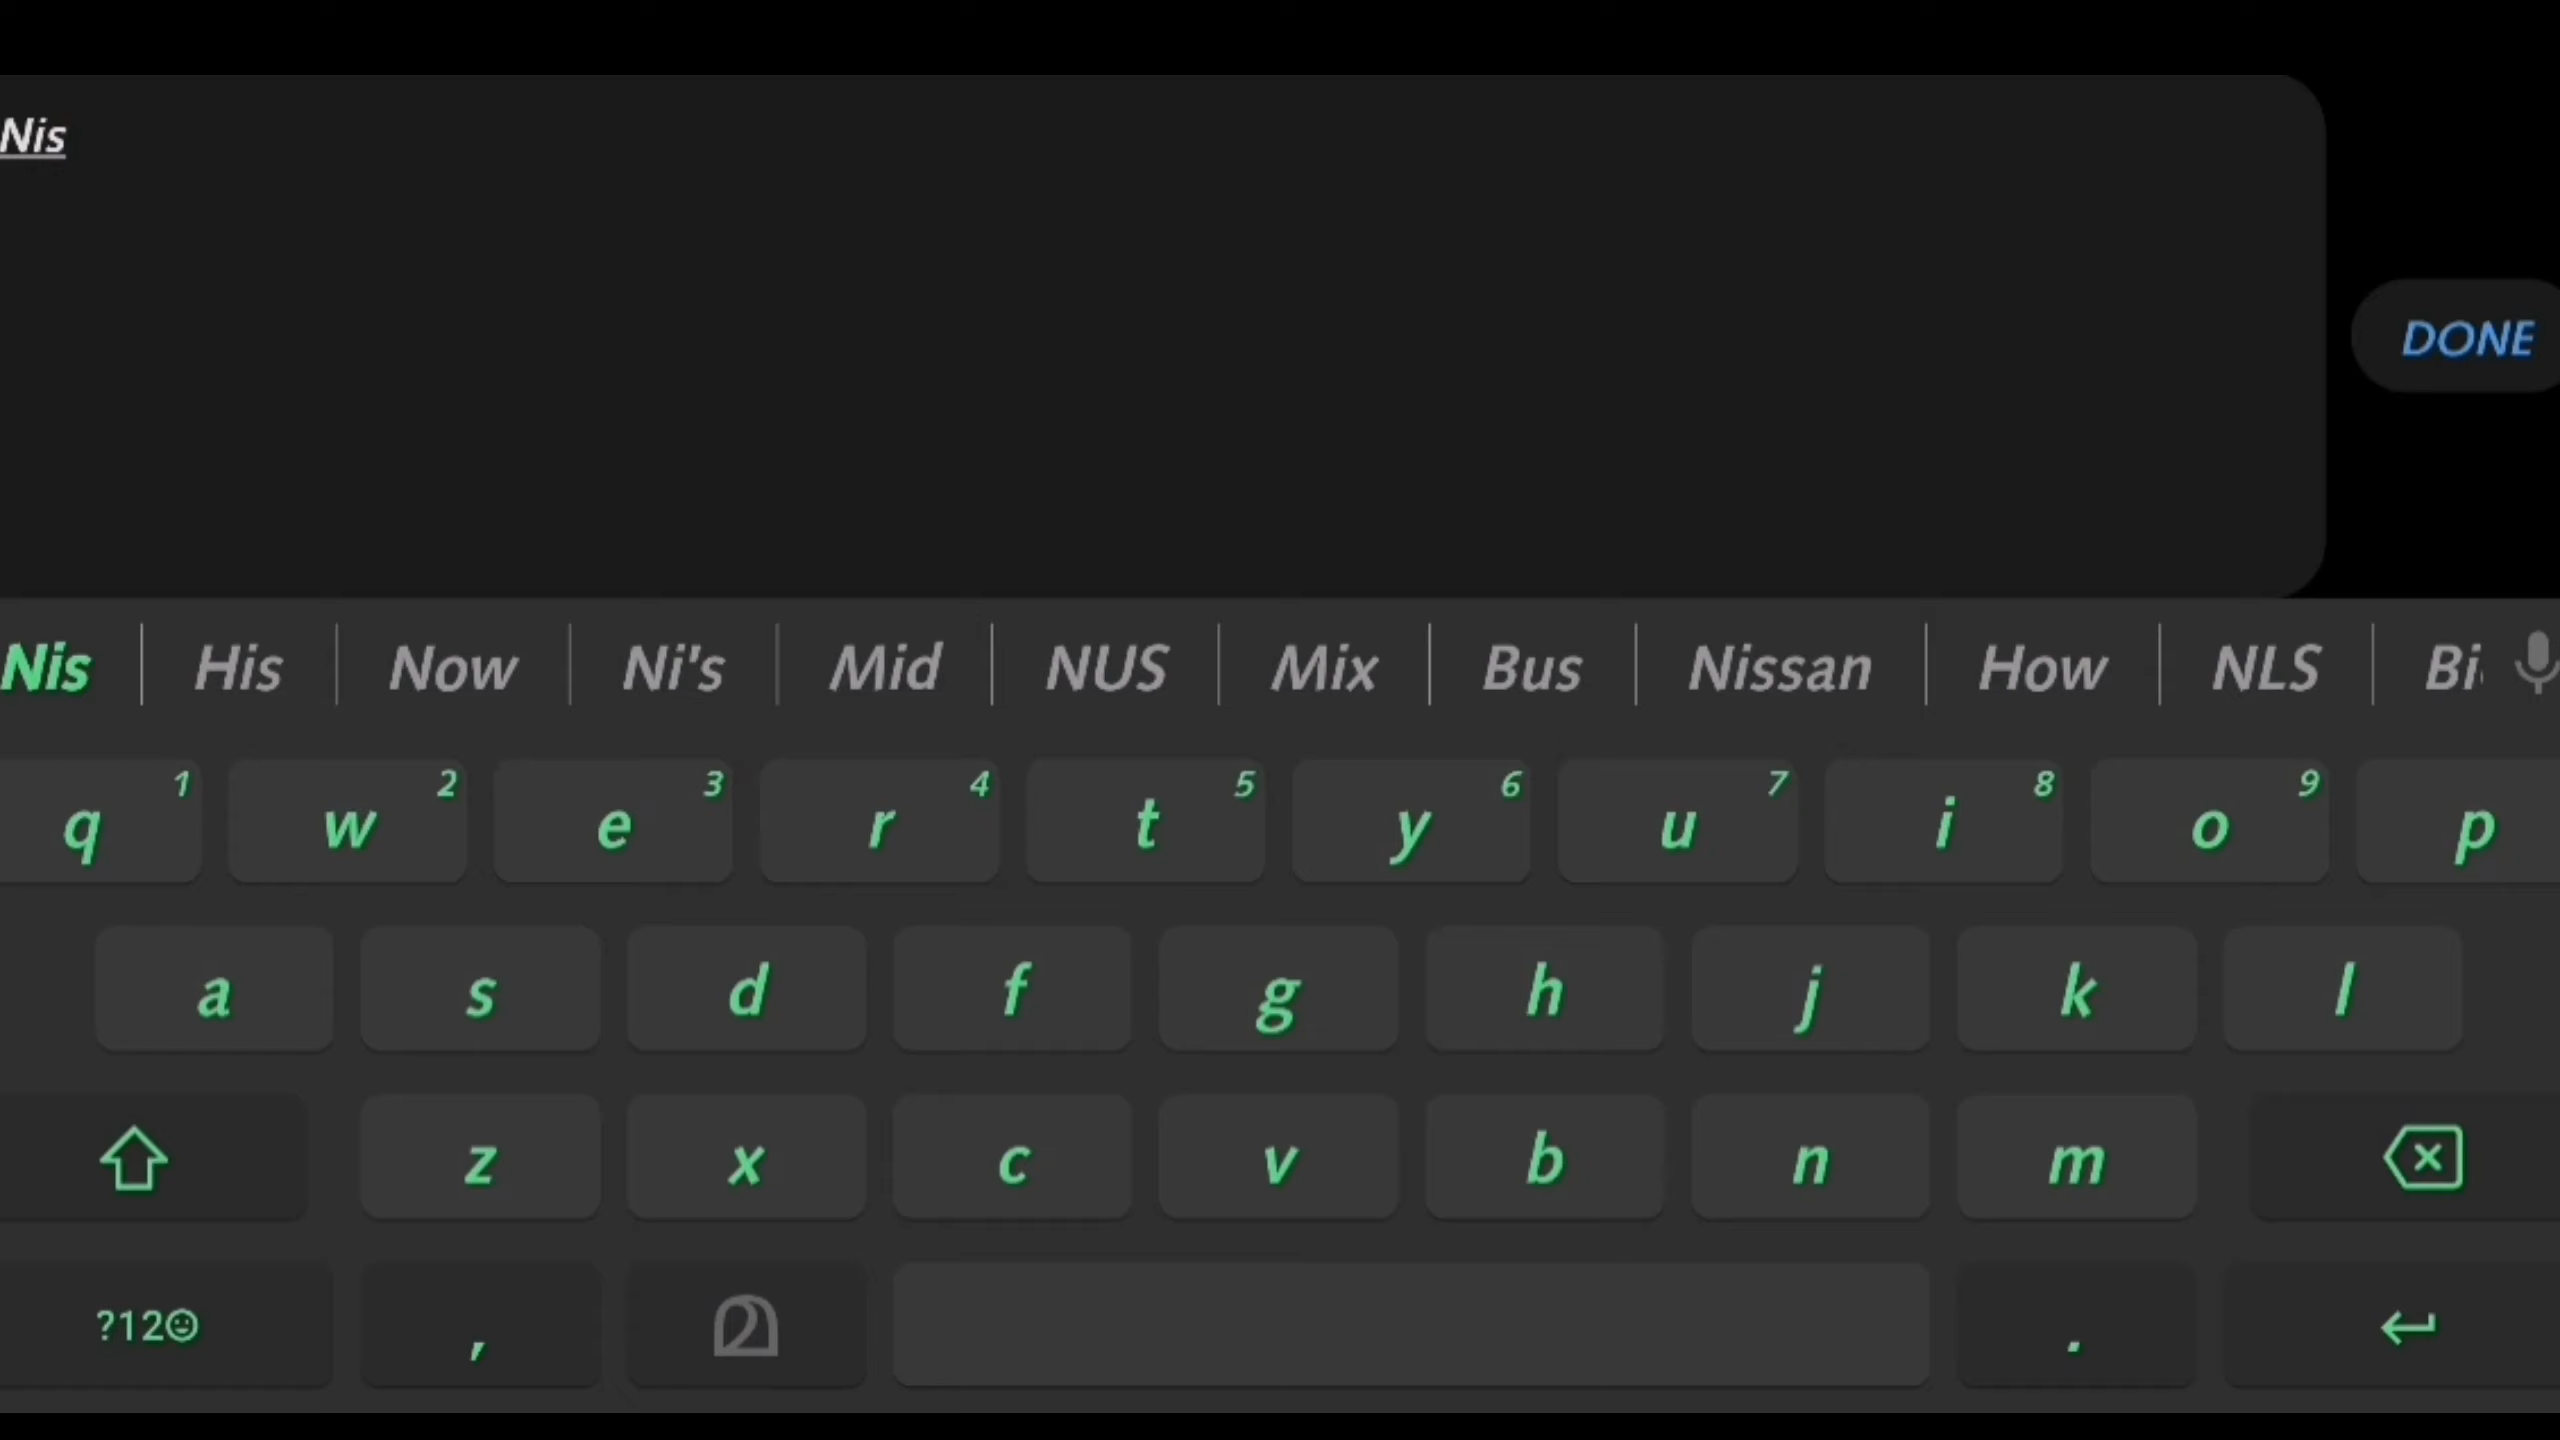 Nis
DONE
Nis His Now Ni's Mid NUS Mix Bus Nissan How NLS
q 1 w 2 e 3 r 4 t 5 y 6 u 7 i 8 o 9 p
a s d f g h j k l
z x c v b n m
?12☺ , മ .